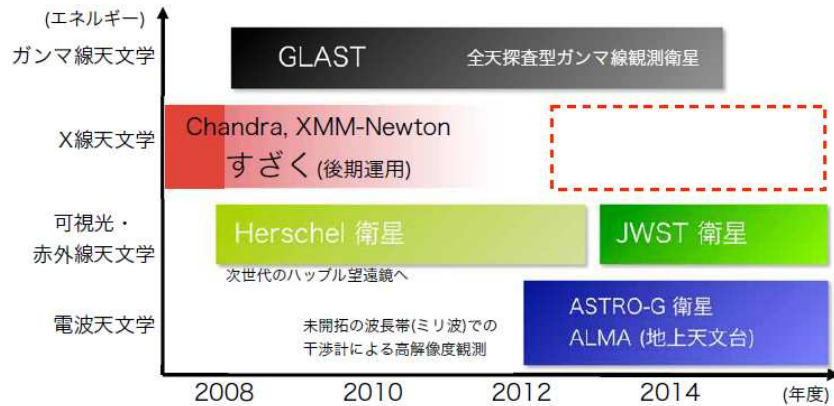 (エネルギー)
ガンマ線天文学
GLAST 全天探査型ガンマ線観測衛星
X線天文学
Chandra, XMM-Newton
すざく(後期運用)
可視光・
赤外線天文学
Herschel 衛星
JWST 衛星
次世代のハッブル望遠鏡へ
電波天文学
未開拓の波長帯(ミリ波)での
干渉計による高解像度観測
ASTRO-G 衛星
ALMA (地上天文台)
2008 2010 2012 2014 (年度)